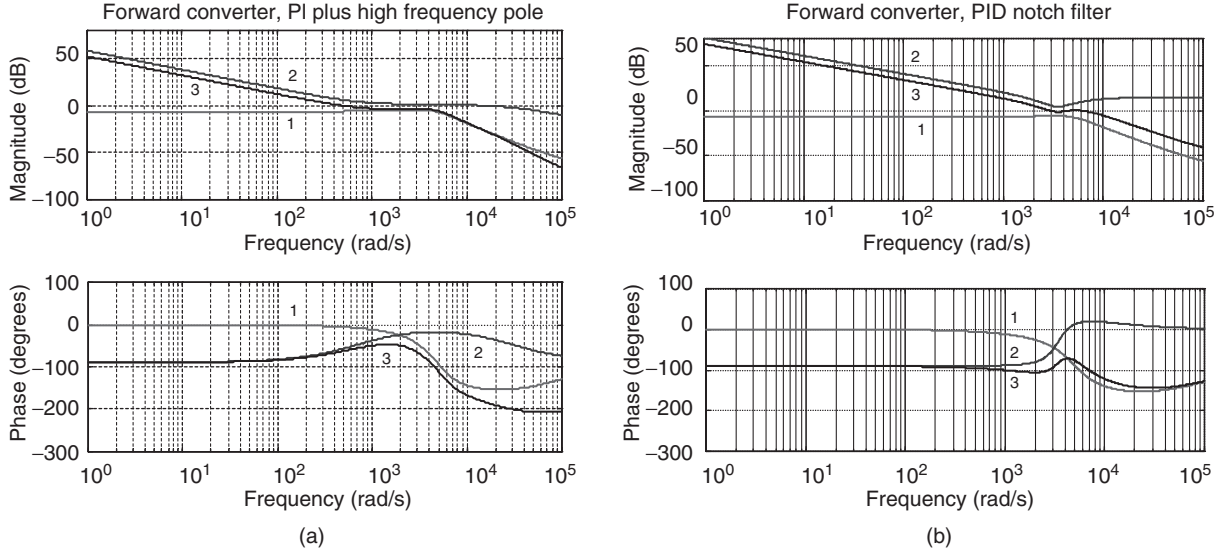 Forward converter, PI plus high frequency pole
Magnitude (dB)
50
0
−50
−100
2
3
1
10^0 10^1 10^2 10^3 10^4 10^5
Frequency (rad/s)
Phase (degrees)
100
0
−100
−200
−300
1
2
3
10^0 10^1 10^2 10^3 10^4 10^5
Frequency (rad/s)
(a)
Forward converter, PID notch filter
Magnitude (dB)
50
0
−50
−100
2
3
1
10^0 10^1 10^2 10^3 10^4 10^5
Frequency (rad/s)
Phase (degrees)
100
0
−100
−200
−300
1
2
3
10^0 10^1 10^2 10^3 10^4 10^5
Frequency (rad/s)
(b)